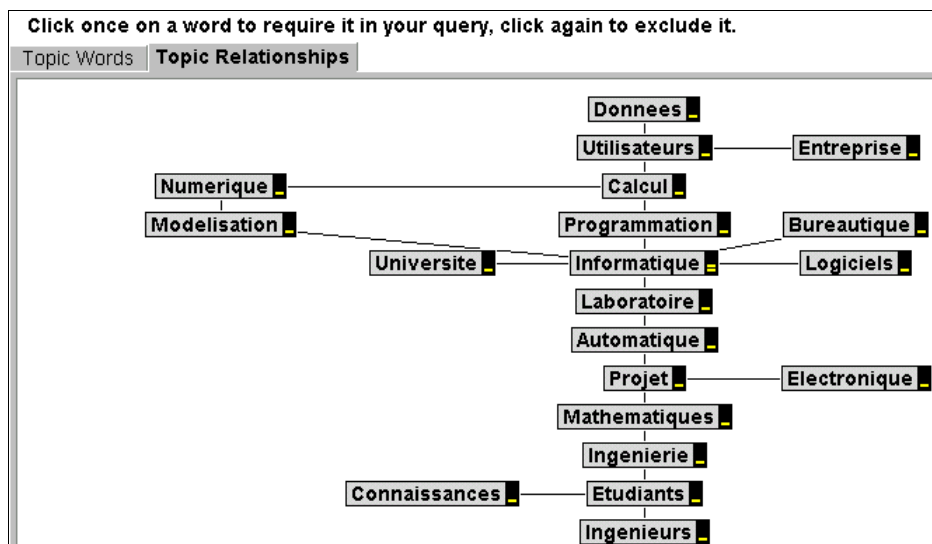 Click once on a word to require it in your query, click again to exclude it.
Topic Words Topic Relationships
Donnees
Utilisateurs Entreprise
Numerique Calcul
Modelisation Programmation Bureautique
Universite Informatique Logiciels
Laboratoire
Automatique
Projet Electronique
Mathematiques
Ingenierie
Connaissances Etudiants
Ingenieurs